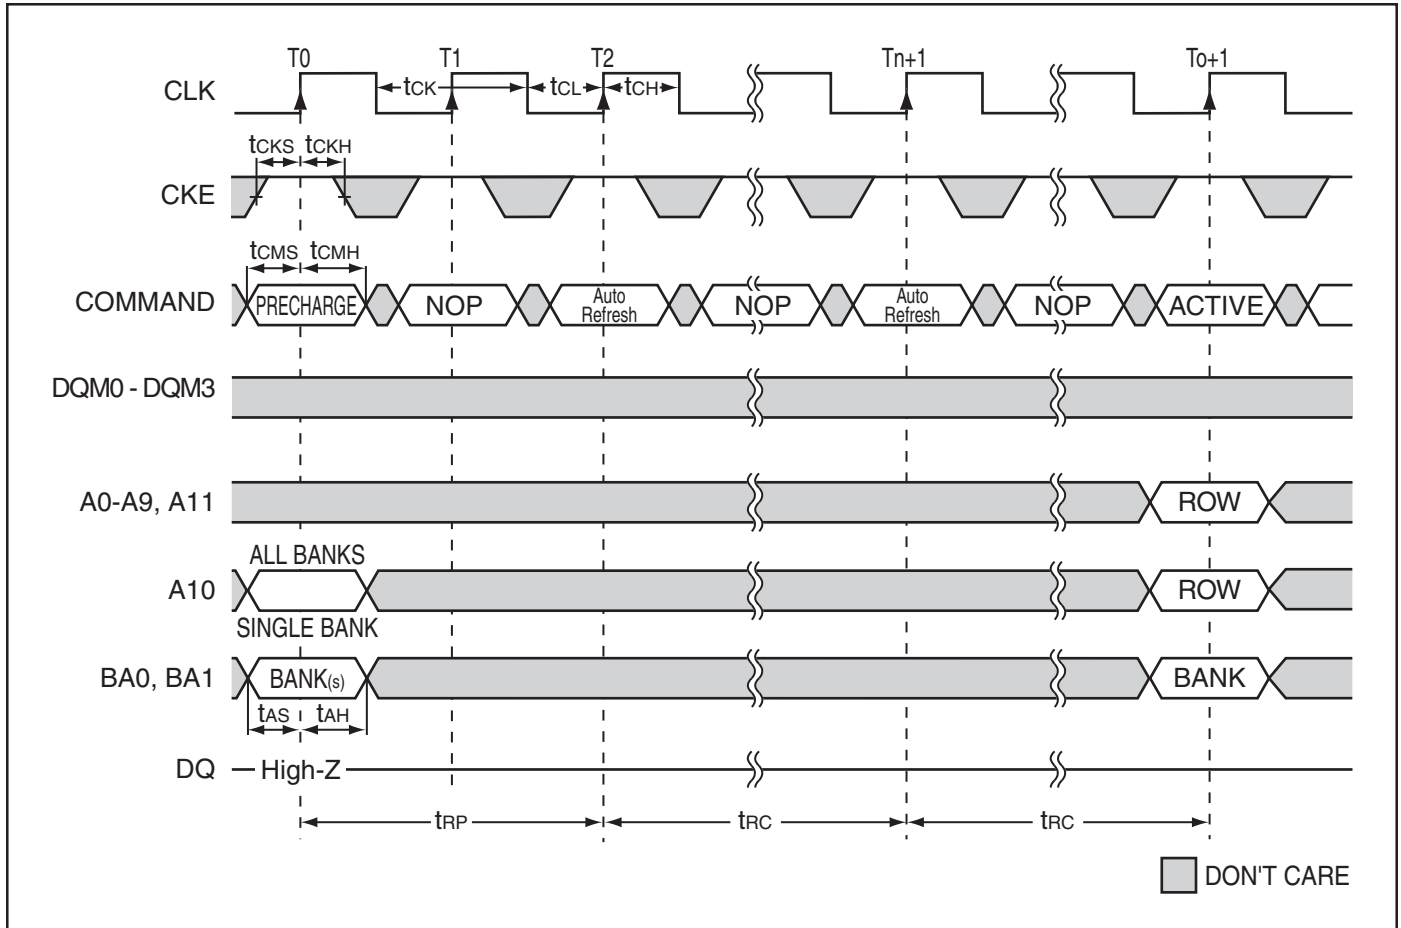 T0 T1 T2 Tn+1 To+1
CLK tCK tCL tCH
tCKS tCKH
CKE
tCMS tCMH
COMMAND PRECHARGE NOP Auto Refresh NOP Auto Refresh NOP ACTIVE
DQM0 - DQM3
A0-A9, A11 ROW
ALL BANKS
A10 ROW
SINGLE BANK
BA0, BA1 BANK(s) BANK
tAS tAH
DQ High-Z
tRP tRC tRC
DON'T CARE